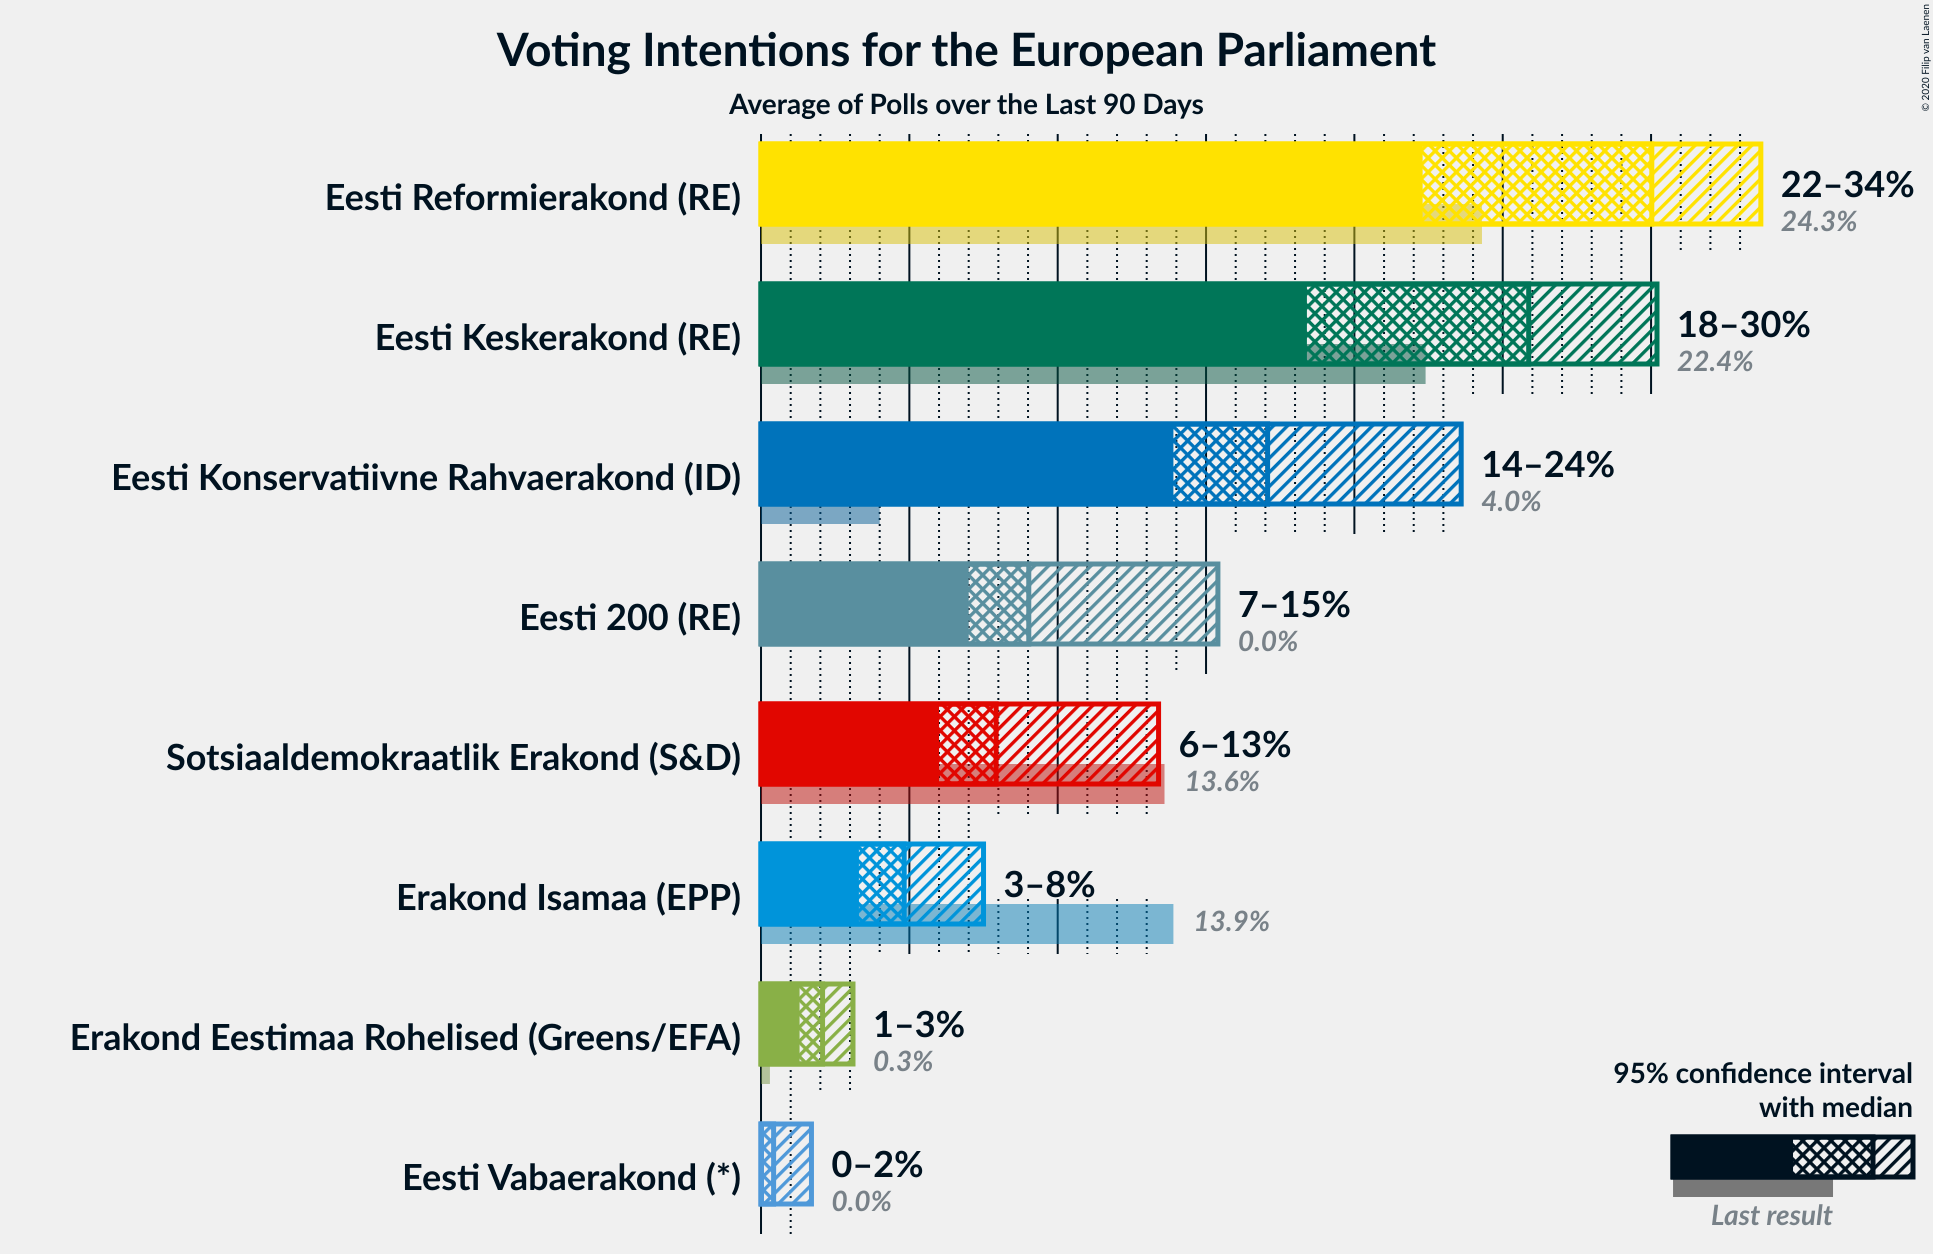 Voting Intentions for the European Parliament
Average of Polls over the Last 90 Days
© 2020 Filip van Laenen
Eesti Reformierakond (RE)
22–34%
24.3%
Eesti Keskerakond (RE)
18–30%
22.4%
Eesti Konservatiivne Rahvaerakond (ID)
14–24%
4.0%
Eesti 200 (RE)
7–15%
0.0%
Sotsiaaldemokraatlik Erakond (S&D)
6–13%
13.6%
Erakond Isamaa (EPP)
3–8%
13.9%
Erakond Eestimaa Rohelised (Greens/EFA)
1–3%
0.3%
Eesti Vabaerakond (*)
0–2%
0.0%
95% confidence interval
with median
Last result